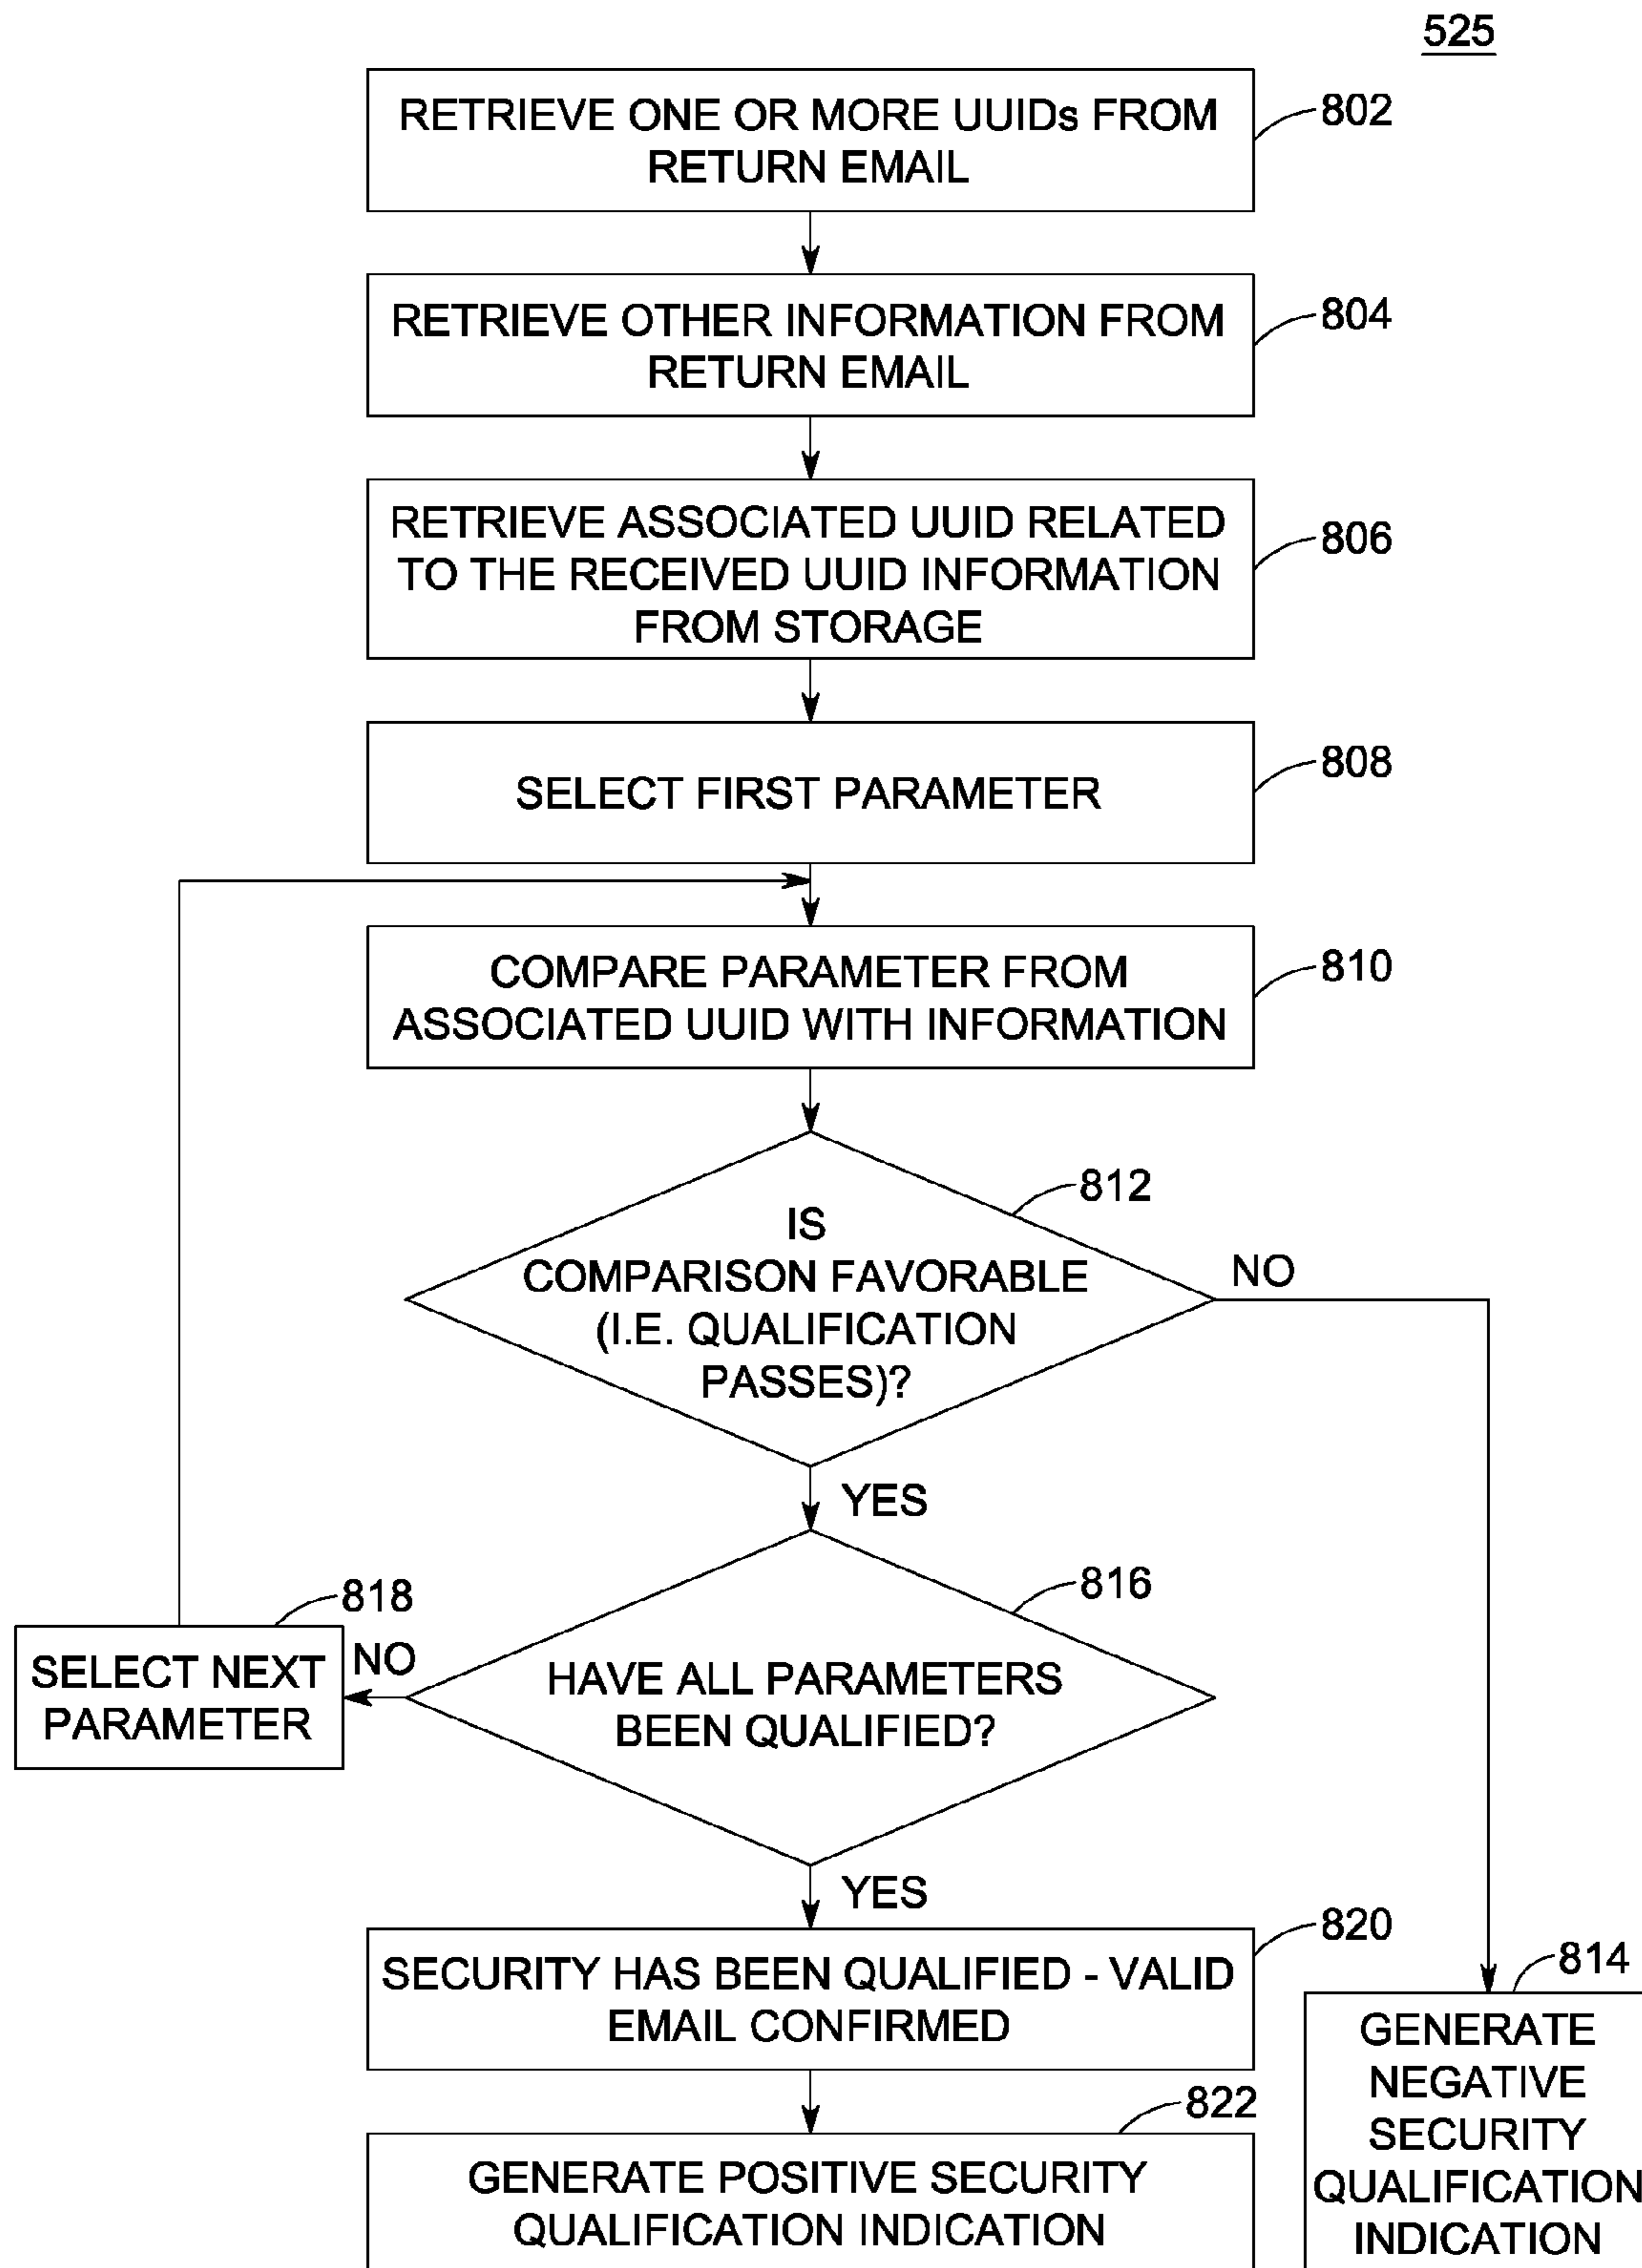 525
RETRIEVE ONE OR MORE UUIDs FROM
RETURN EMAIL
802
RETRIEVE OTHER INFORMATION FROM
RETURN EMAIL
804
RETRIEVE ASSOCIATED UUID RELATED
TO THE RECEIVED UUID INFORMATION
FROM STORAGE
806
SELECT FIRST PARAMETER
808
COMPARE PARAMETER FROM
ASSOCIATED UUID WITH INFORMATION
810
812
IS
COMPARISON FAVORABLE
(I.E. QUALIFICATION
PASSES)?
NO
YES
816
HAVE ALL PARAMETERS
BEEN QUALIFIED?
NO
818
SELECT NEXT
PARAMETER
YES
820
SECURITY HAS BEEN QUALIFIED - VALID
EMAIL CONFIRMED
814
GENERATE
NEGATIVE
SECURITY
QUALIFICATION
INDICATION
822
GENERATE POSITIVE SECURITY
QUALIFICATION INDICATION